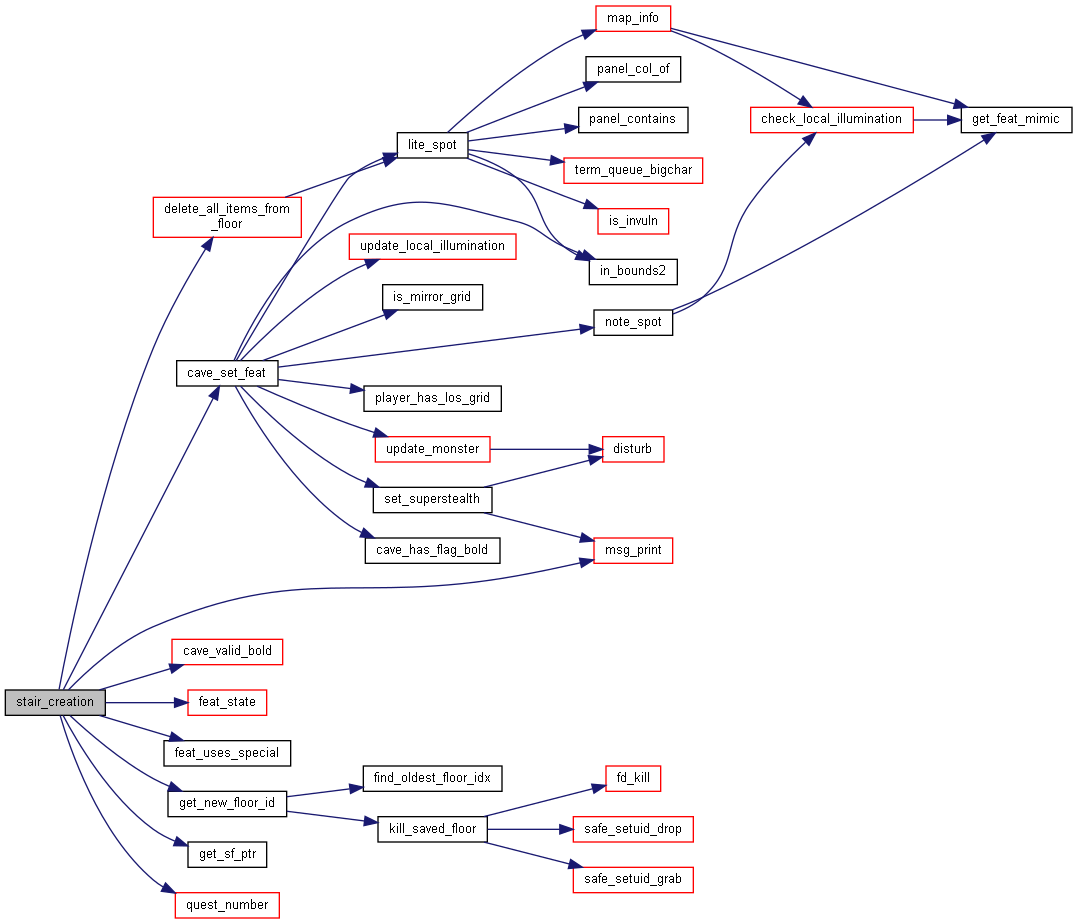 map_info
panel_col_of
panel_contains
check_local_illumination
get_feat_mimic
lite_spot
term_queue_bigchar
delete_all_items_from
_floor
is_invuln
update_local_illumination
in_bounds2
is_mirror_grid
note_spot
cave_set_feat
player_has_los_grid
update_monster
disturb
set_superstealth
cave_has_flag_bold
msg_print
cave_valid_bold
stair_creation
feat_state
feat_uses_special
find_oldest_floor_idx
fd_kill
get_new_floor_id
kill_saved_floor
safe_setuid_drop
get_sf_ptr
safe_setuid_grab
quest_number